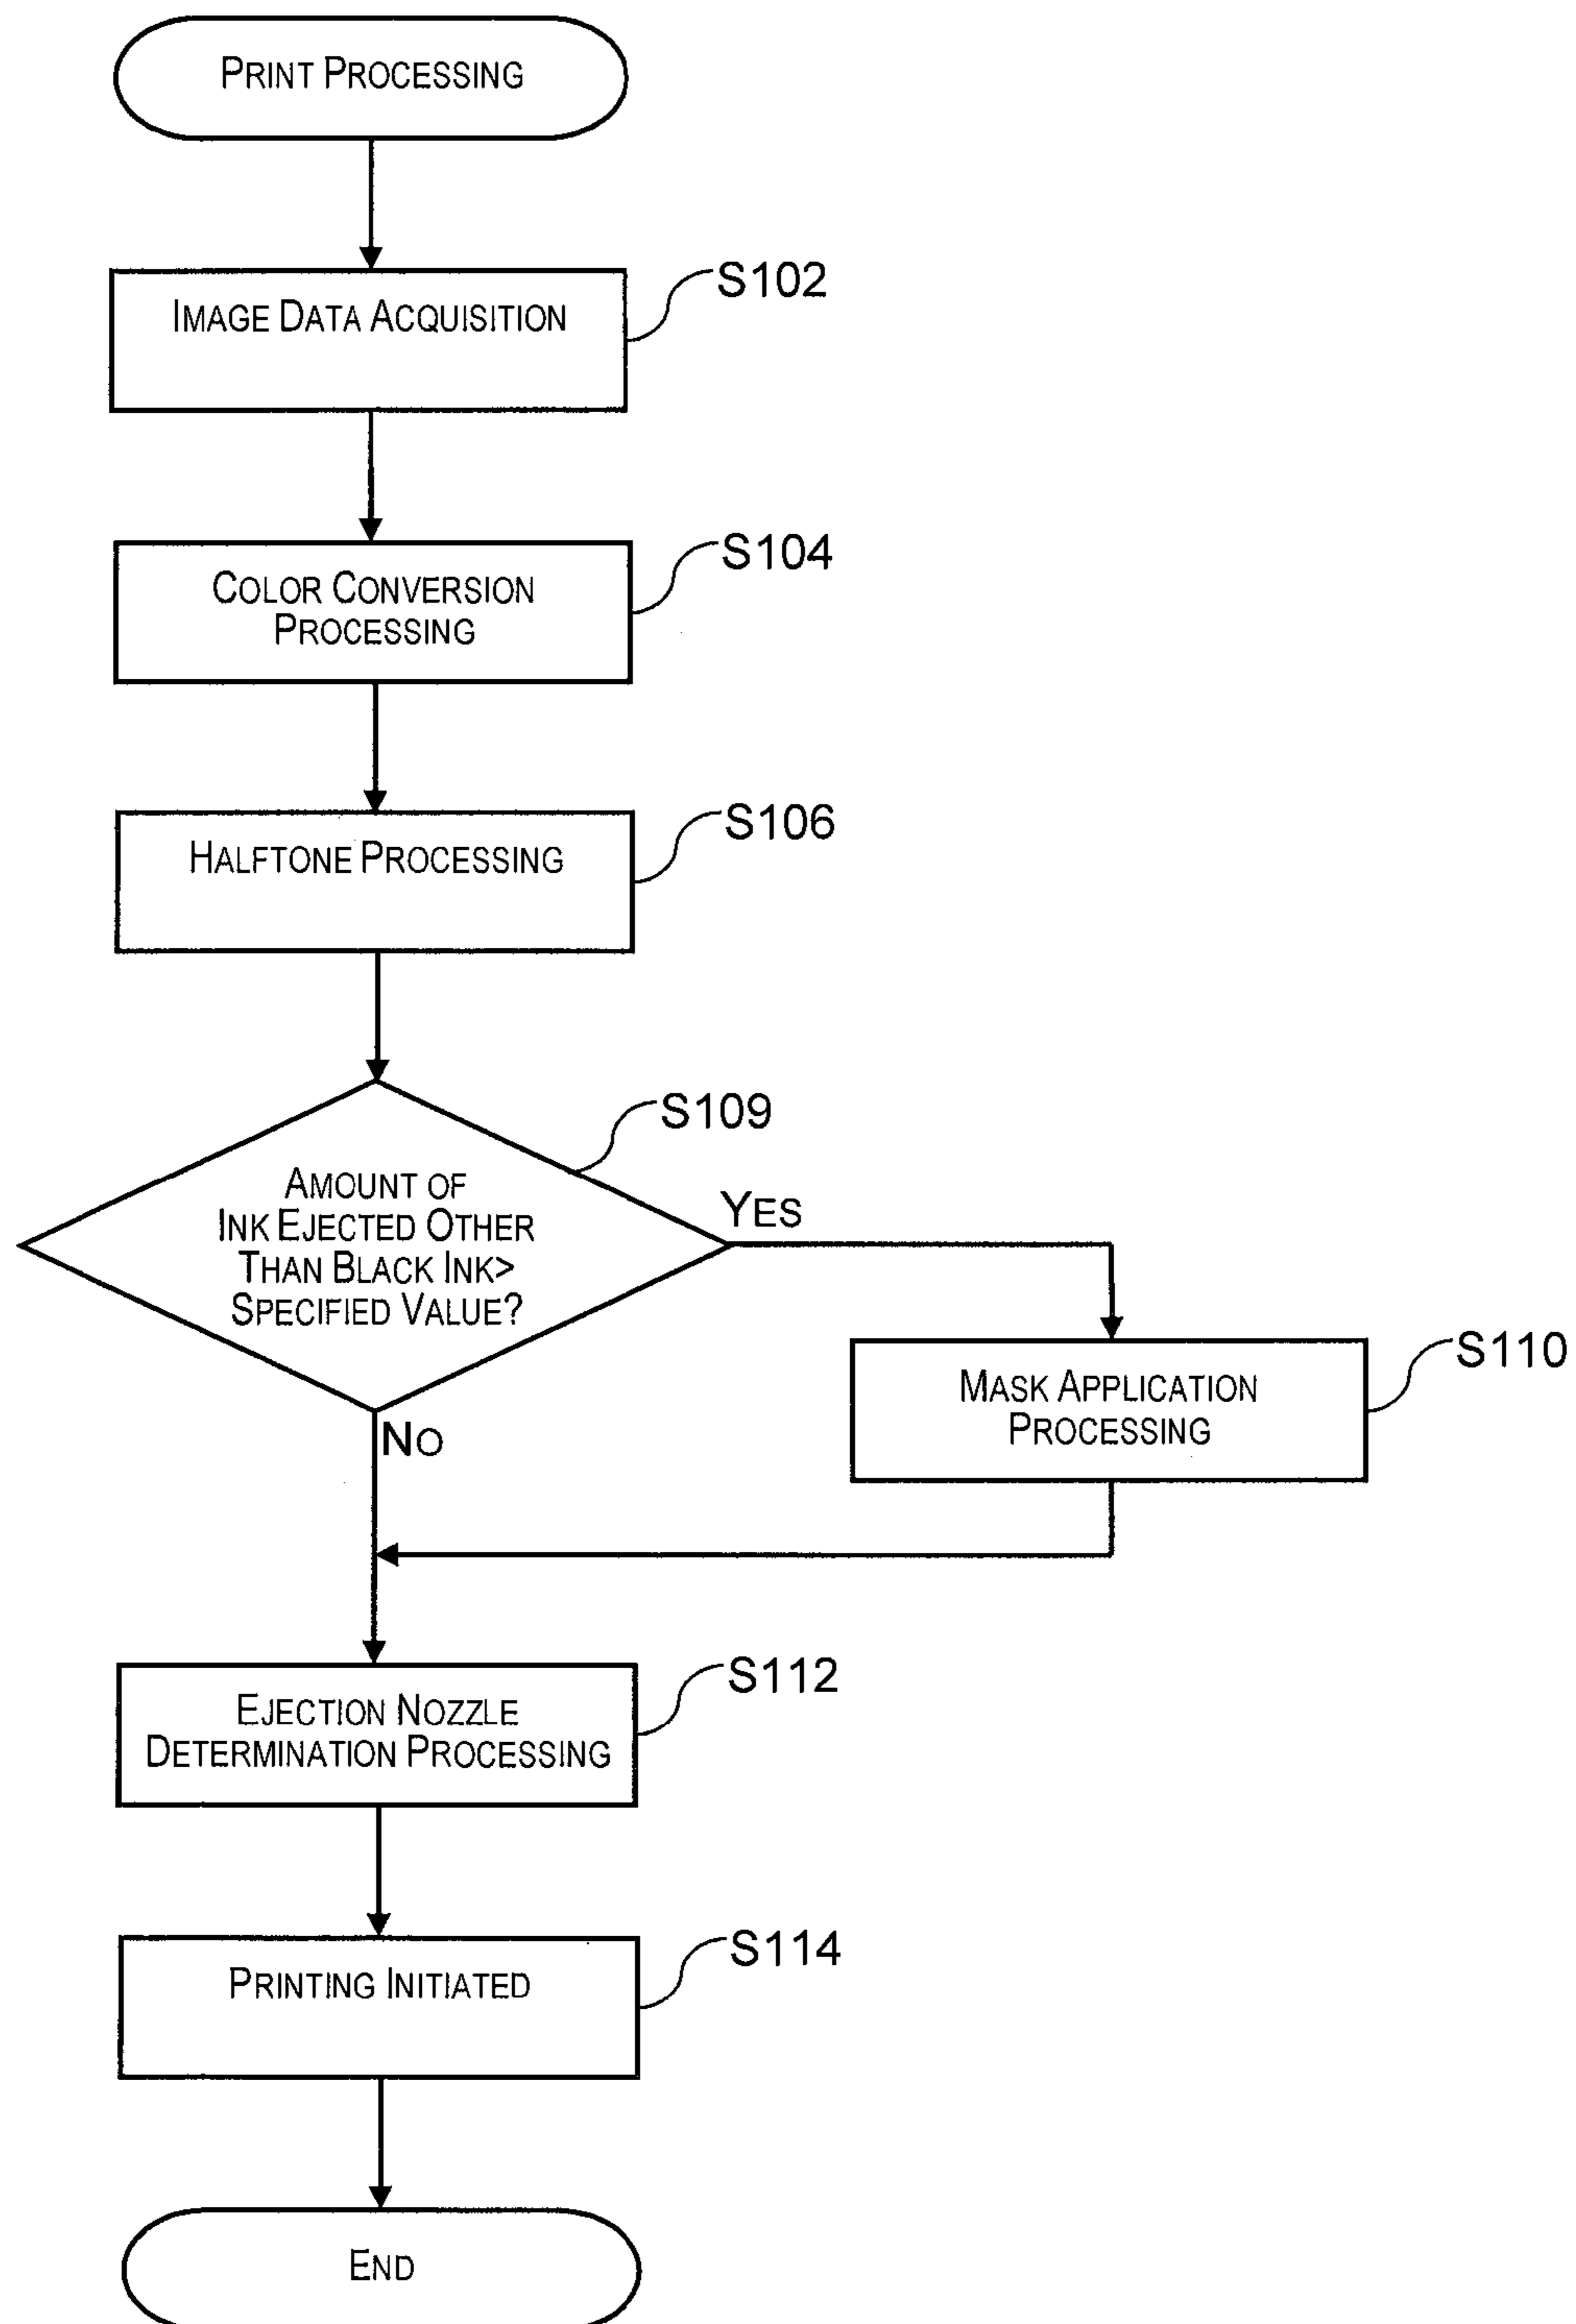 PRINT PROCESSING
S102
IMAGE DATA ACQUISITION
S104
COLOR CONVERSION
PROCESSING
S106
HALFTONE PROCESSING
S109
AMOUNT OF
INK EJECTED OTHER
THAN BLACK INK>
SPECIFIED VALUE?
YES
S110
MASK APPLICATION
PROCESSING
NO
S112
EJECTION NOZZLE
DETERMINATION PROCESSING
S114
PRINTING INITIATED
END